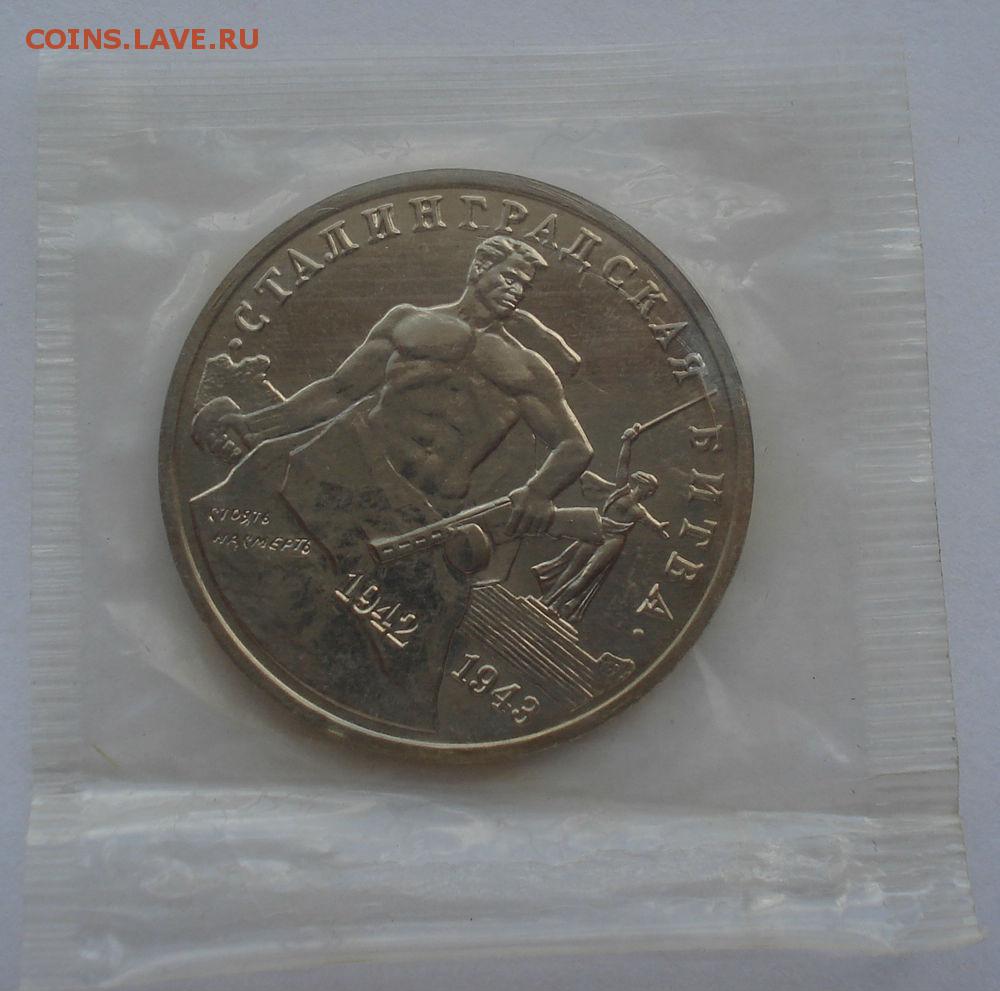 COINS.LAVE.RU
• СТАЛИНГРАДСКАЯ БИТВА •
СТОЯТЬ
НАСМЕРТЬ
1942
1943